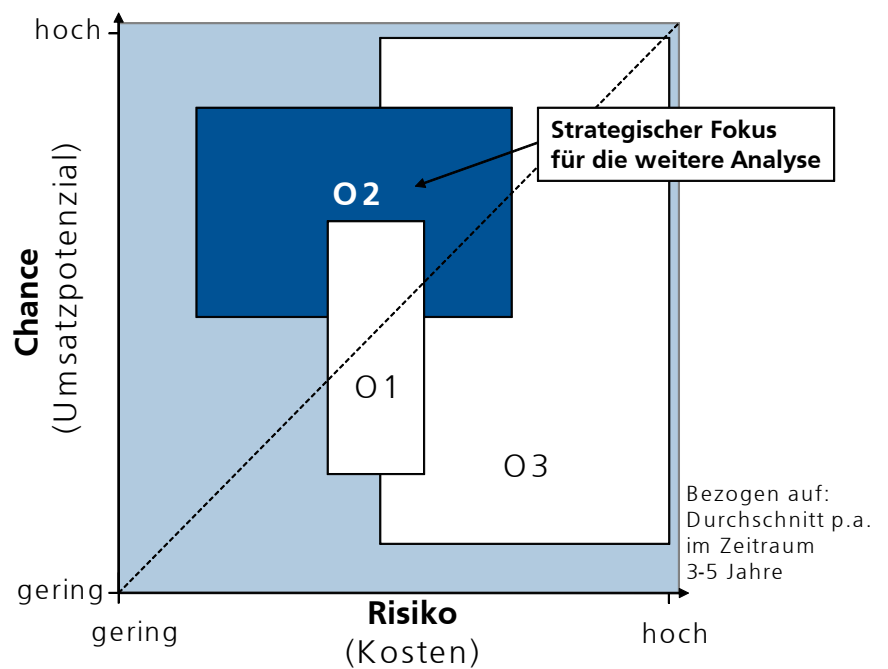 hoch
Strategischer Fokus
für die weitere Analyse
O2
Chance
(Umsatzpotenzial)
O1
O3
Bezogen auf:
Durchschnitt p.a.
im Zeitraum
3-5 Jahre
gering
gering
Risiko
(Kosten)
hoch